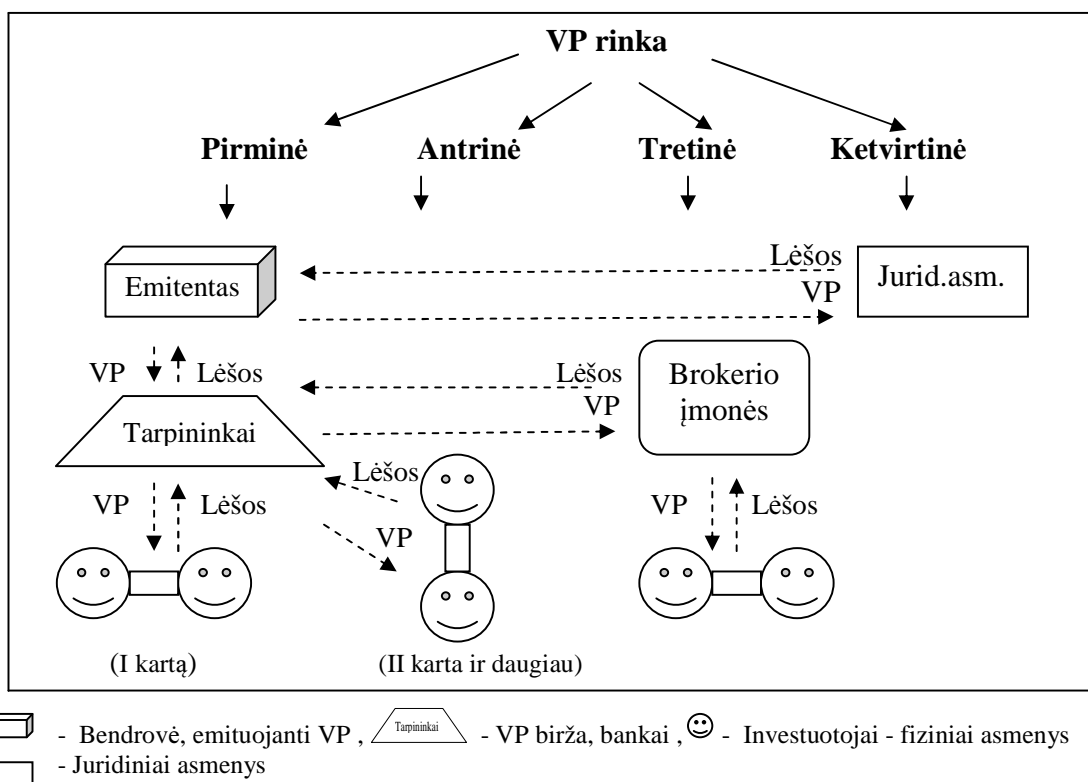 VP rinka
Pirminė Antrinė Tretinė Ketvirtinė
Emitentas
Lėšos
VP
Jurid.asm.
VP Lėšos
Lėšos
VP
Brokerio
įmonės
Tarpininkai
VP Lėšos
Lėšos
VP
VP Lėšos
(I kartą)
(II karta ir daugiau)
- Bendrovė, emituojanti VP , Tarpininkai - VP birža, bankai , - Investuotojai - fiziniai asmenys
- Juridiniai asmenys